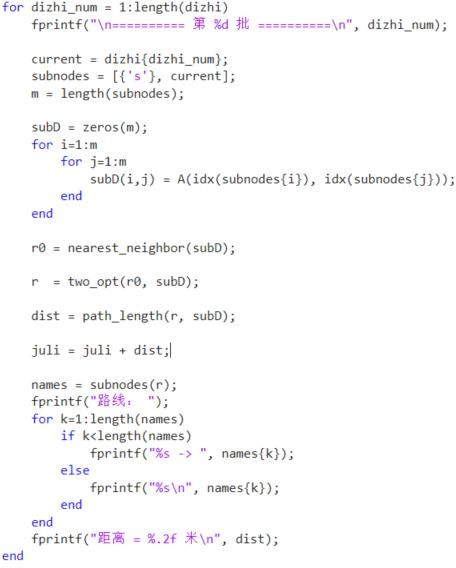 for dizhi_num = 1:length(dizhi)
    fprintf("\n========== 第 %d 批 ==========\n", dizhi_num);
    current = dizhi{dizhi_num};
    subnodes = [{'s'}, current];
    m = length(subnodes);
    subD = zeros(m);
    for i=1:m
        for j=1:m
            subD(i,j) = A(idx(subnodes{i}), idx(subnodes{j}));
        end
    end
    r0 = nearest_neighbor(subD);
    r  = two_opt(r0, subD);
    dist = path_length(r, subD);
    juli = juli + dist;
    names = subnodes(r);
    fprintf("路线： ");
    for k=1:length(names)
        if k<length(names)
            fprintf("%s -> ", names{k});
        else
            fprintf("%s\n", names{k});
        end
    end
    fprintf("距离 = %.2f 米\n", dist);
end